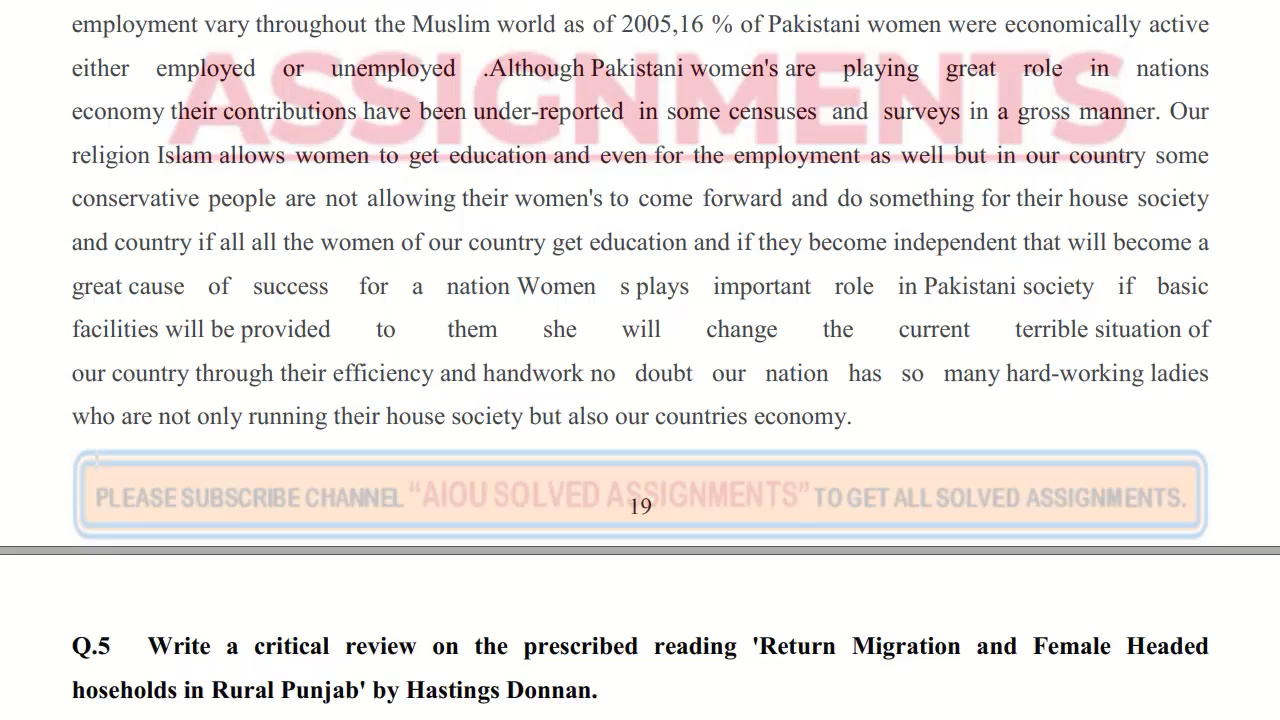 employment vary throughout the Muslim world as of 2005,16 % of Pakistani women were economically active
either employed or unemployed .Although Pakistani women's are playing great role in nations
economy their contributions have been under-reported in some censuses and surveys in a gross manner. Our
religion Islam allows women to get education and even for the employment as well but in our country some
conservative people are not allowing their women's to come forward and do something for their house society
and country if all all the women of our country get education and if they become independent that will become a
great cause of success for a nation Women s plays important role in Pakistani society if basic
facilities will be provided to them she will change the current terrible situation of
our country through their efficiency and handwork no doubt our nation has so many hard-working ladies
who are not only running their house society but also our countries economy.
ASSIGNMENTS
PLEASE SUBSCRIBE CHANNEL “AIOU SOLVED ASSIGNMENTS” TO GET ALL SOLVED ASSIGNMENTS.
19
Q.5 Write a critical review on the prescribed reading 'Return Migration and Female Headed
hoseholds in Rural Punjab' by Hastings Donnan.